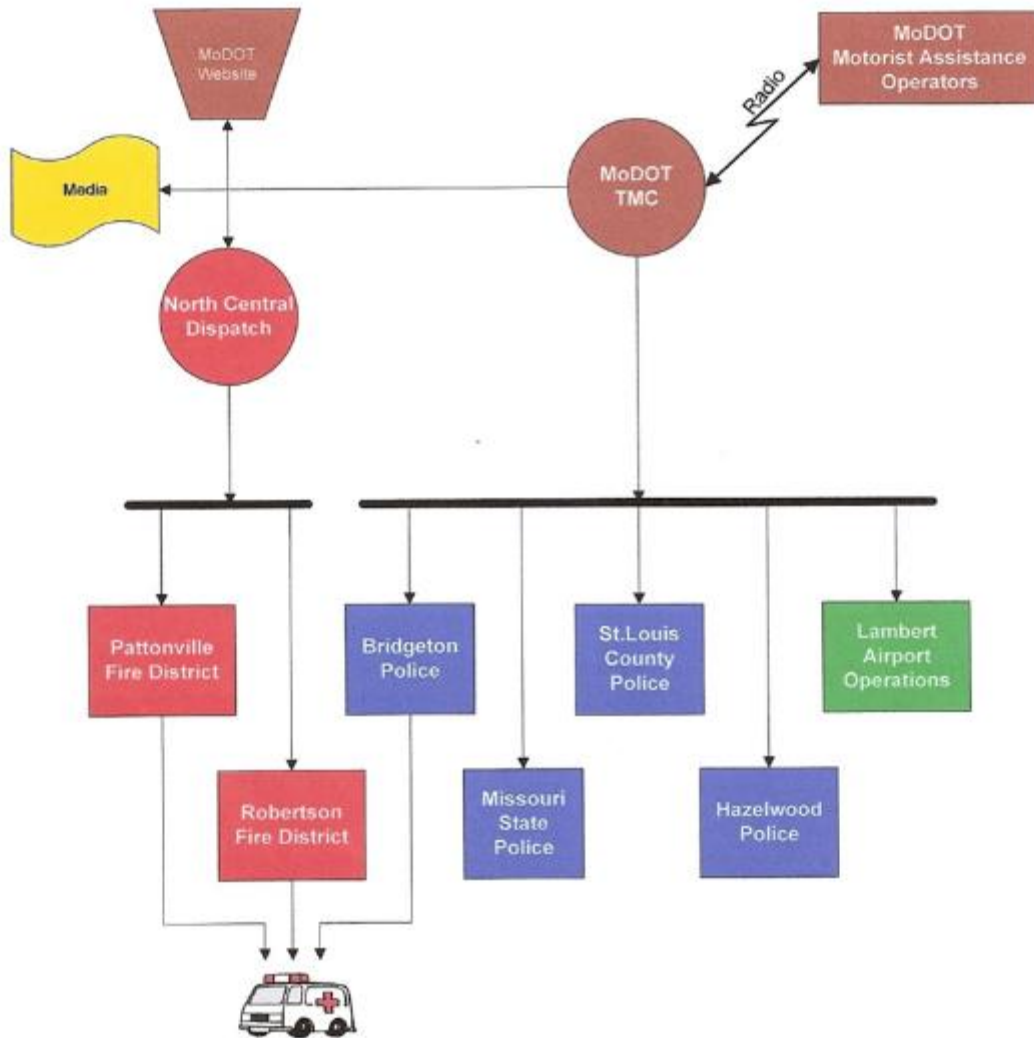 MoDOT
Website
MoDOT
Motorist Assistance
Operators
Radio
Media
MoDOT
TMC
North Central
Dispatch
Pattonville
Fire District
Bridgeton
Police
St.Louis
County
Police
Lambert
Airport
Operations
Robertson
Fire District
Missouri
State
Police
Hazelwood
Police